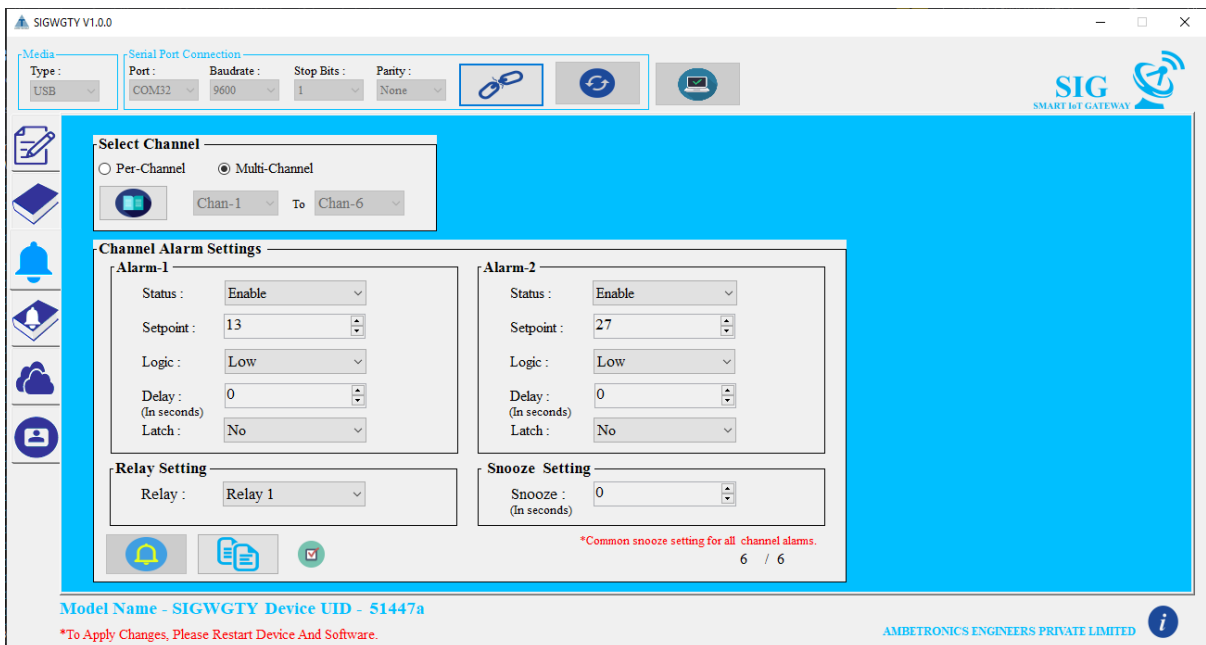 SIGWGTY V1.0.0
Media
Serial Port Connection
Type :
Port :
Baudrate :
Stop Bits :
Parity :
USB
COM32
9600
1
None
SIG
SMART IoT GATEWAY
Select Channel
Per-Channel
Multi-Channel
Chan-1
To
Chan-6
Channel Alarm Settings
Alarm-1
Status :
Enable
Setpoint :
13
Logic :
Low
Delay :
(In seconds)
0
Latch :
No
Alarm-2
Status :
Enable
Setpoint :
27
Logic :
Low
Delay :
(In seconds)
0
Latch :
No
Relay Setting
Relay :
Relay 1
Snooze Setting
Snooze :
(In seconds)
0
*Common snooze setting for all channel alarms.
6 / 6
Model Name - SIGWGTY Device UID - 51447a
*To Apply Changes, Please Restart Device And Software.
AMBETRONICS ENGINEERS PRIVATE LIMITED
i